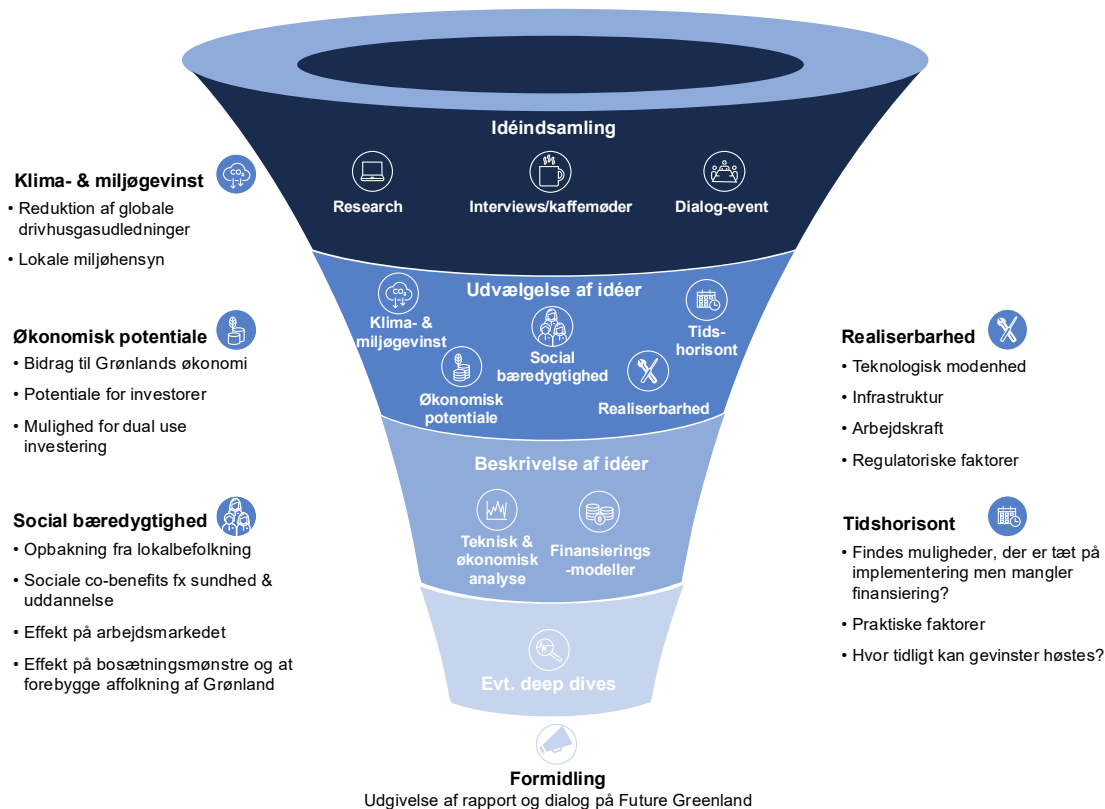 Idéindsamling
Research
Interviews/kaffemøder
Dialog-event
Klima- & miljøgevinst
• Reduktion af globale
drivhusgasudledninger
• Lokale miljøhensyn
Udvælgelse af idéer
Klima- &
miljøgevinst
Økonomisk
potentiale
Social
bæredygtighed
Realiserbarhed
Tids-
horisont
Økonomisk potentiale
• Bidrag til Grønlands økonomi
• Potentiale for investorer
• Mulighed for dual use
investering
Realiserbarhed
• Teknologisk modenhed
• Infrastruktur
• Arbejdskraft
• Regulatoriske faktorer
Beskrivelse af idéer
Teknisk &
økonomisk
analyse
Finansierings
-modeller
Social bæredygtighed
• Opbakning fra lokalbefolkning
• Sociale co-benefits fx sundhed &
uddannelse
• Effekt på arbejdsmarkedet
• Effekt på bosætningsmønstre og at
forebygge affolkning af Grønland
Tidshorisont
• Findes muligheder, der er tæt på
implementering men mangler
finansiering?
• Praktiske faktorer
• Hvor tidligt kan gevinster høstes?
Evt. deep dives
Formidling
Udgivelse af rapport og dialog på Future Greenland
CO₂
CO₂